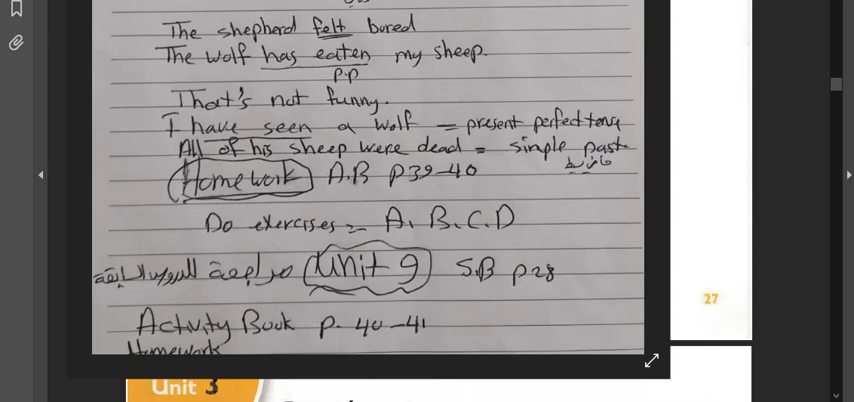 The shepherd felt bored
The wolf has eaten my sheep.
p.p
That's not funny.
I have seen a wolf = present perfect tens
All of his sheep were dead = simple past
ماضي بسيط
Homework A.B P39-40
Do exercises = A. B. C. D
مراجعة للدروس السابقة Unit 9 S.B p28
Activity Book p. 40-41
Homework
27
Unit 3